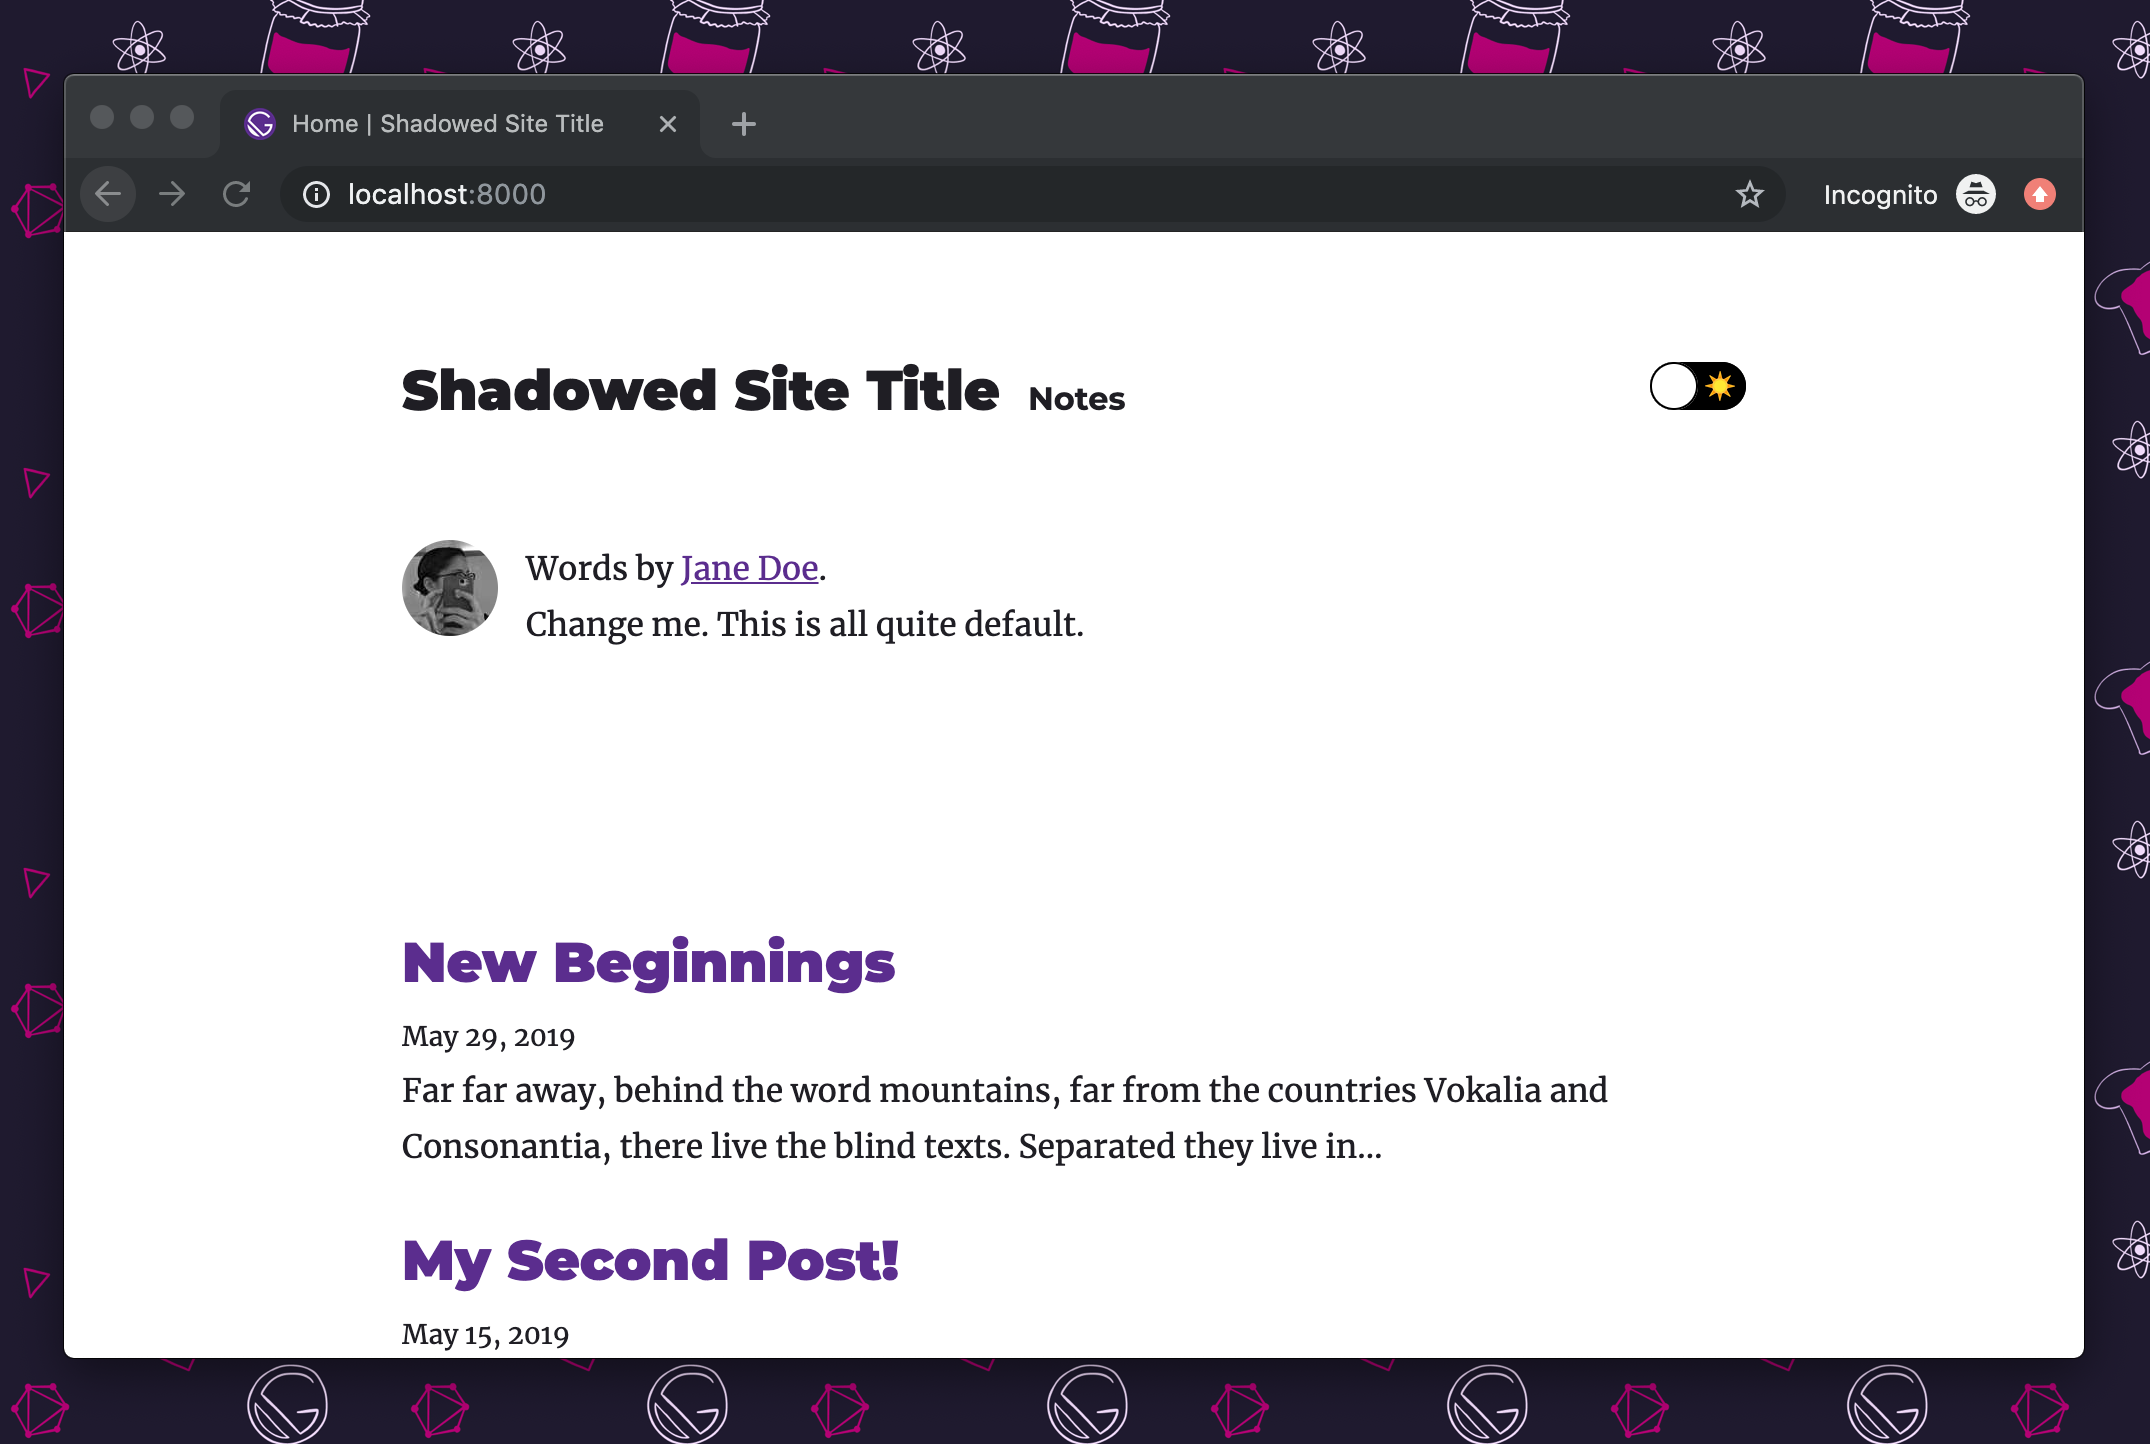 Home | Shadowed Site Title
localhost:8000
Incognito
Shadowed Site Title Notes
Words by Jane Doe.
Change me. This is all quite default.
New Beginnings
May 29, 2019
Far far away, behind the word mountains, far from the countries Vokalia and
Consonantia, there live the blind texts. Separated they live in…
My Second Post!
May 15, 2019